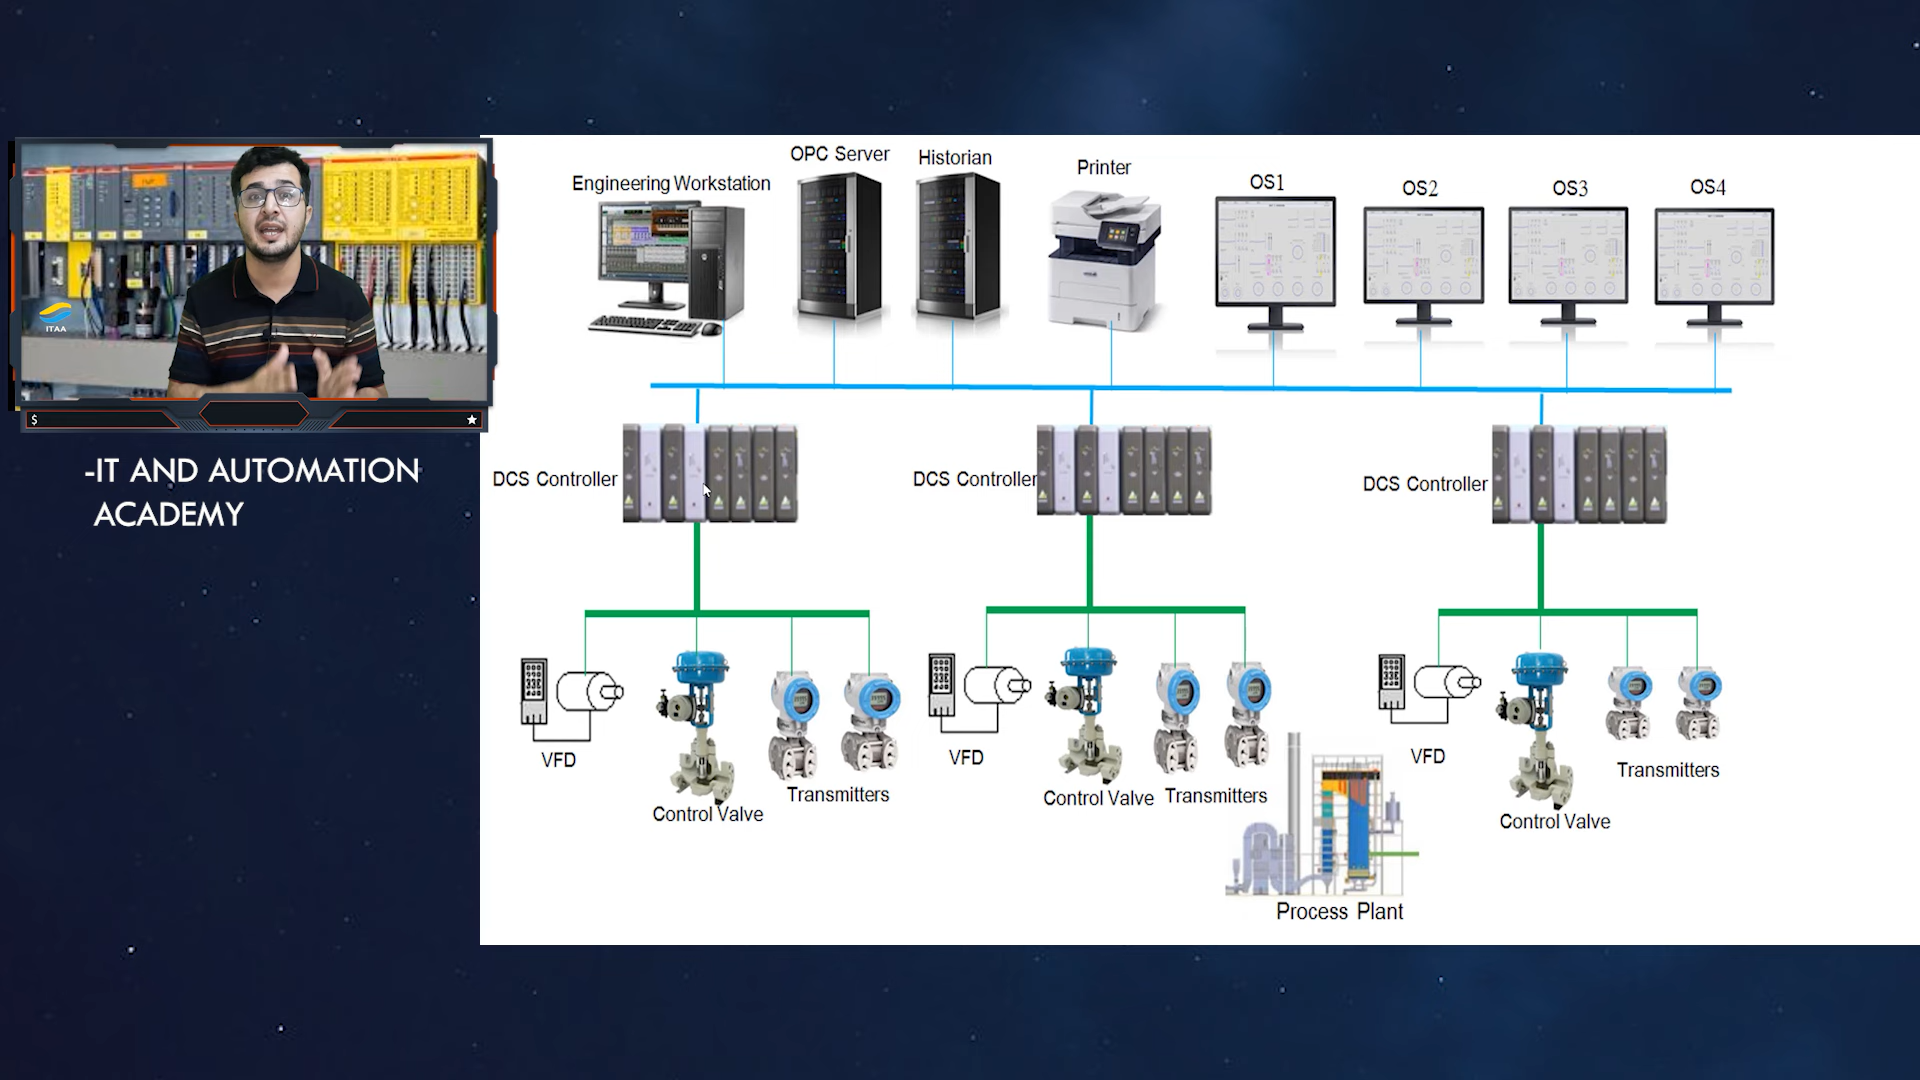 OPC Server
Historian
Printer
Engineering Workstation
OS1
OS2
OS3
OS4
ITAA
$
-IT AND AUTOMATION
ACADEMY
DCS Controller
DCS Controller
DCS Controller
VFD
Control Valve
Transmitters
VFD
Control Valve
Transmitters
VFD
Control Valve
Transmitters
Process Plant